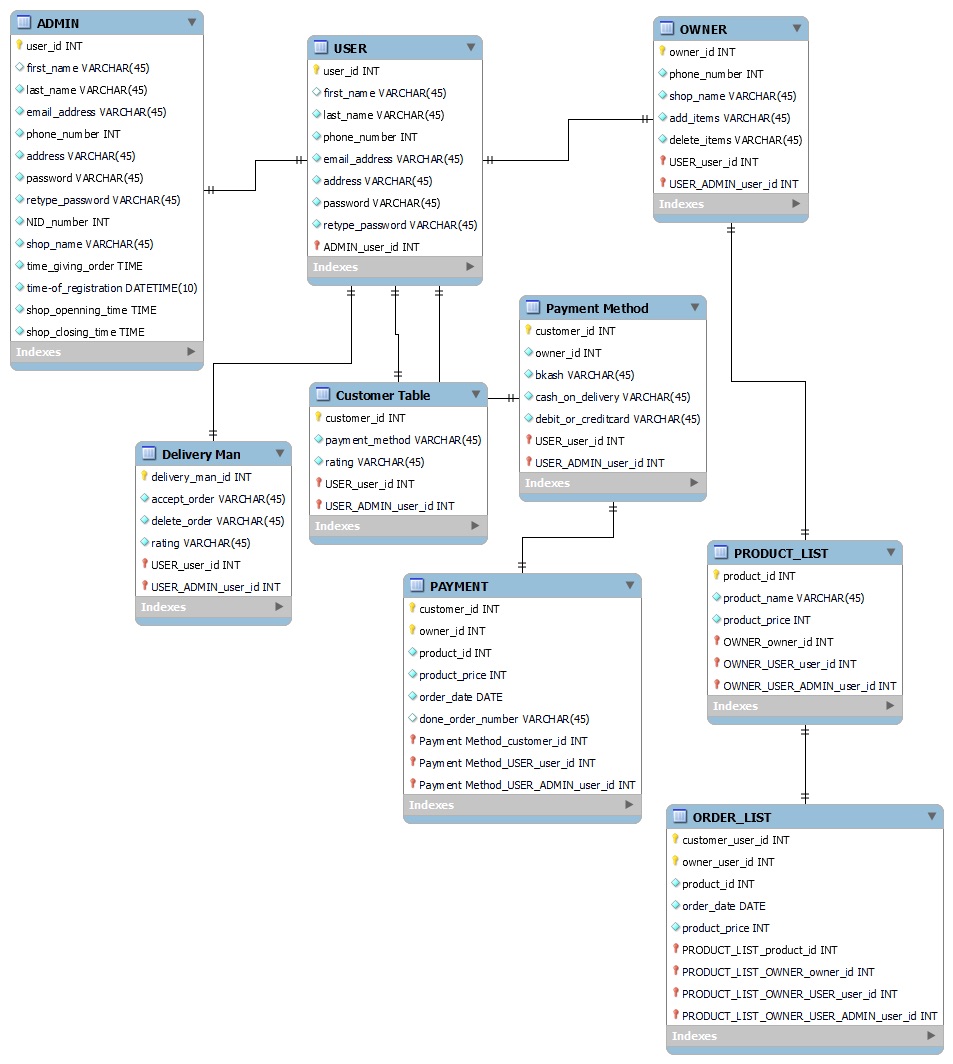 ADMIN
user_id INT
first_name VARCHAR(45)
last_name VARCHAR(45)
email_address VARCHAR(45)
phone_number INT
address VARCHAR(45)
password VARCHAR(45)
retype_password VARCHAR(45)
NID_number INT
shop_name VARCHAR(45)
time_giving_order TIME
time-of_registration DATETIME(10)
shop_openning_time TIME
shop_closing_time TIME
Indexes
USER
user_id INT
first_name VARCHAR(45)
last_name VARCHAR(45)
phone_number INT
email_address VARCHAR(45)
address VARCHAR(45)
password VARCHAR(45)
retype_password VARCHAR(45)
ADMIN_user_id INT
Indexes
OWNER
owner_id INT
phone_number INT
shop_name VARCHAR(45)
add_items VARCHAR(45)
delete_items VARCHAR(45)
USER_user_id INT
USER_ADMIN_user_id INT
Indexes
Payment Method
customer_id INT
owner_id INT
bkash VARCHAR(45)
cash_on_delivery VARCHAR(45)
debit_or_creditcard VARCHAR(45)
USER_user_id INT
USER_ADMIN_user_id INT
Indexes
Customer Table
customer_id INT
payment_method VARCHAR(45)
rating VARCHAR(45)
USER_user_id INT
USER_ADMIN_user_id INT
Indexes
Delivery Man
delivery_man_id INT
accept_order VARCHAR(45)
delete_order VARCHAR(45)
rating VARCHAR(45)
USER_user_id INT
USER_ADMIN_user_id INT
Indexes
PAYMENT
customer_id INT
owner_id INT
product_id INT
product_price INT
order_date DATE
done_order_number VARCHAR(45)
Payment Method_customer_id INT
Payment Method_USER_user_id INT
Payment Method_USER_ADMIN_user_id INT
Indexes
PRODUCT_LIST
product_id INT
product_name VARCHAR(45)
product_price INT
OWNER_owner_id INT
OWNER_USER_user_id INT
OWNER_USER_ADMIN_user_id INT
Indexes
ORDER_LIST
customer_user_id INT
owner_user_id INT
product_id INT
order_date DATE
product_price INT
PRODUCT_LIST_product_id INT
PRODUCT_LIST_OWNER_owner_id INT
PRODUCT_LIST_OWNER_USER_user_id INT
PRODUCT_LIST_OWNER_USER_ADMIN_user_id INT
Indexes